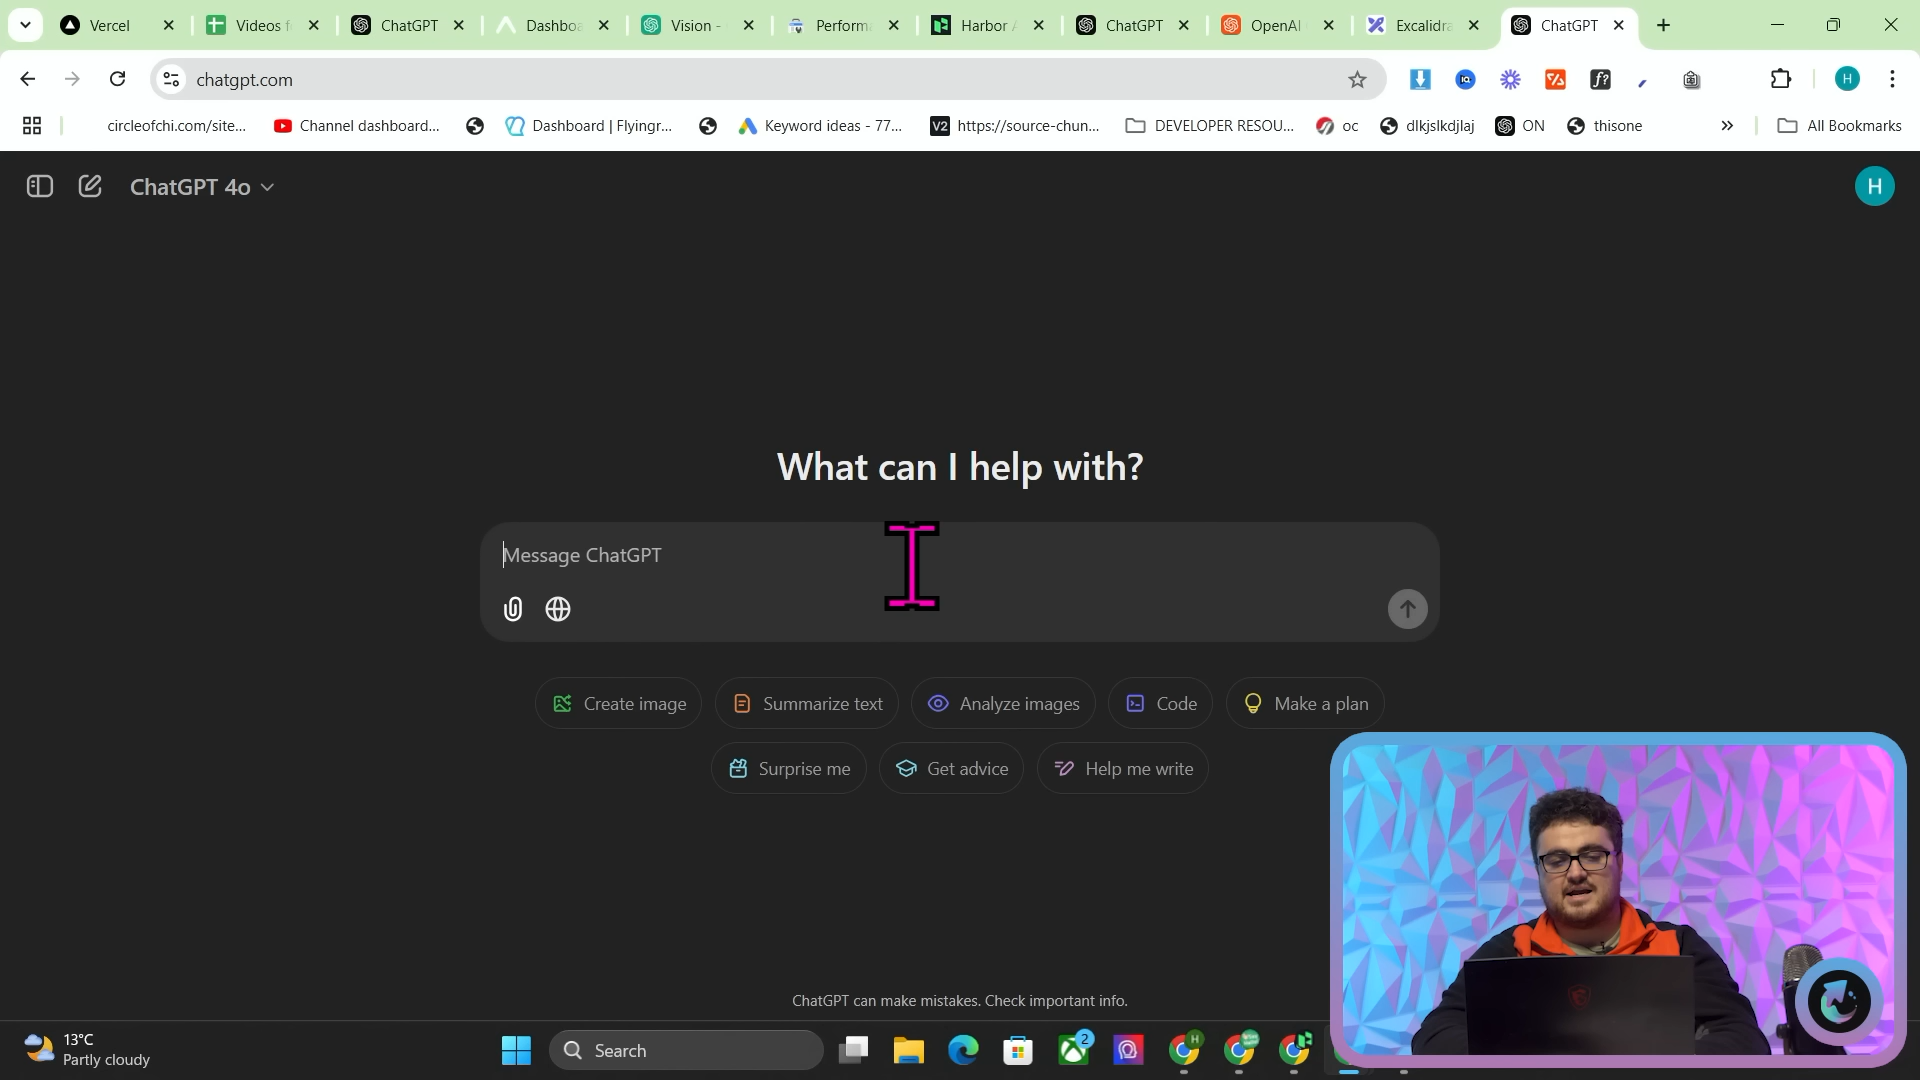 Vercel
Videos f
ChatGPT
Dashbo
Vision -
Perform
Harbor A
ChatGPT
OpenAI
Excalidra
ChatGPT
chatgpt.com
H
circleofchi.com/site...
Channel dashboard...
Dashboard | Flyingr...
Keyword ideas - 77...
V2 https://source-chun...
DEVELOPER RESOU...
oc
dlkjslkdjlaj
ON
thisone
All Bookmarks
ChatGPT 4o
H
What can I help with?
Message ChatGPT
Create image
Summarize text
Analyze images
Code
Make a plan
Surprise me
Get advice
Help me write
ChatGPT can make mistakes. Check important info.
13°C
Partly cloudy
Search
2
H